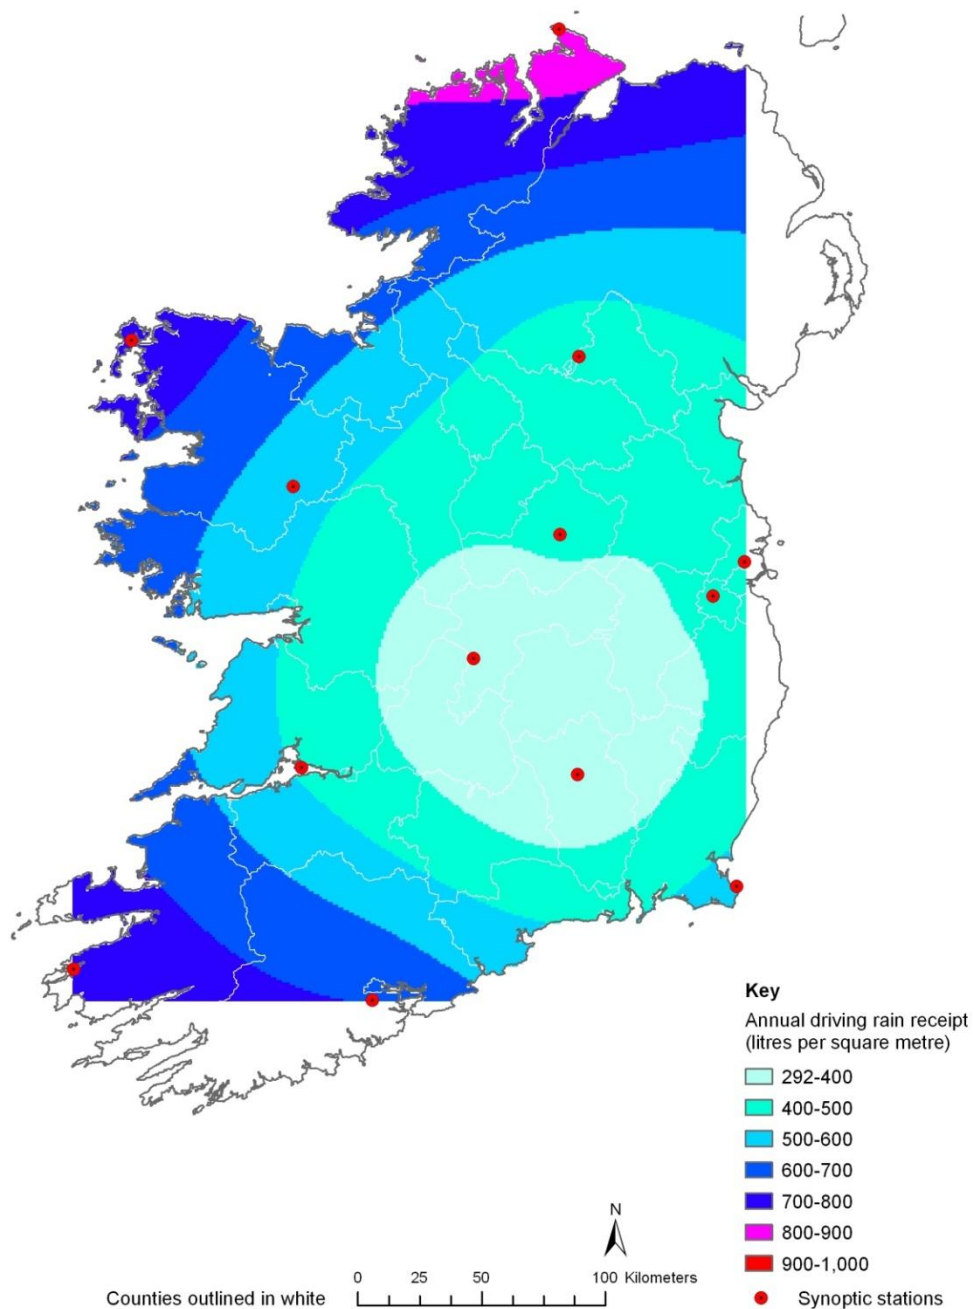 Key
Annual driving rain receipt
(litres per square metre)
292-400
400-500
500-600
600-700
700-800
800-900
900-1,000
Synoptic stations
N
0 25 50 100 Kilometers
Counties outlined in white